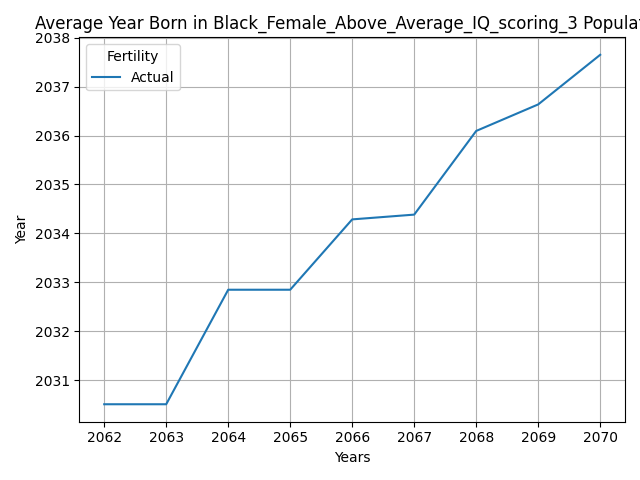 Average Year Born in Black_Female_Above_Average_IQ_scoring_3 Populat
Fertility
Actual
2038
2037
2036
2035
2034
2033
2032
2031
Year
2062 2063 2064 2065 2066 2067 2068 2069 2070
Years